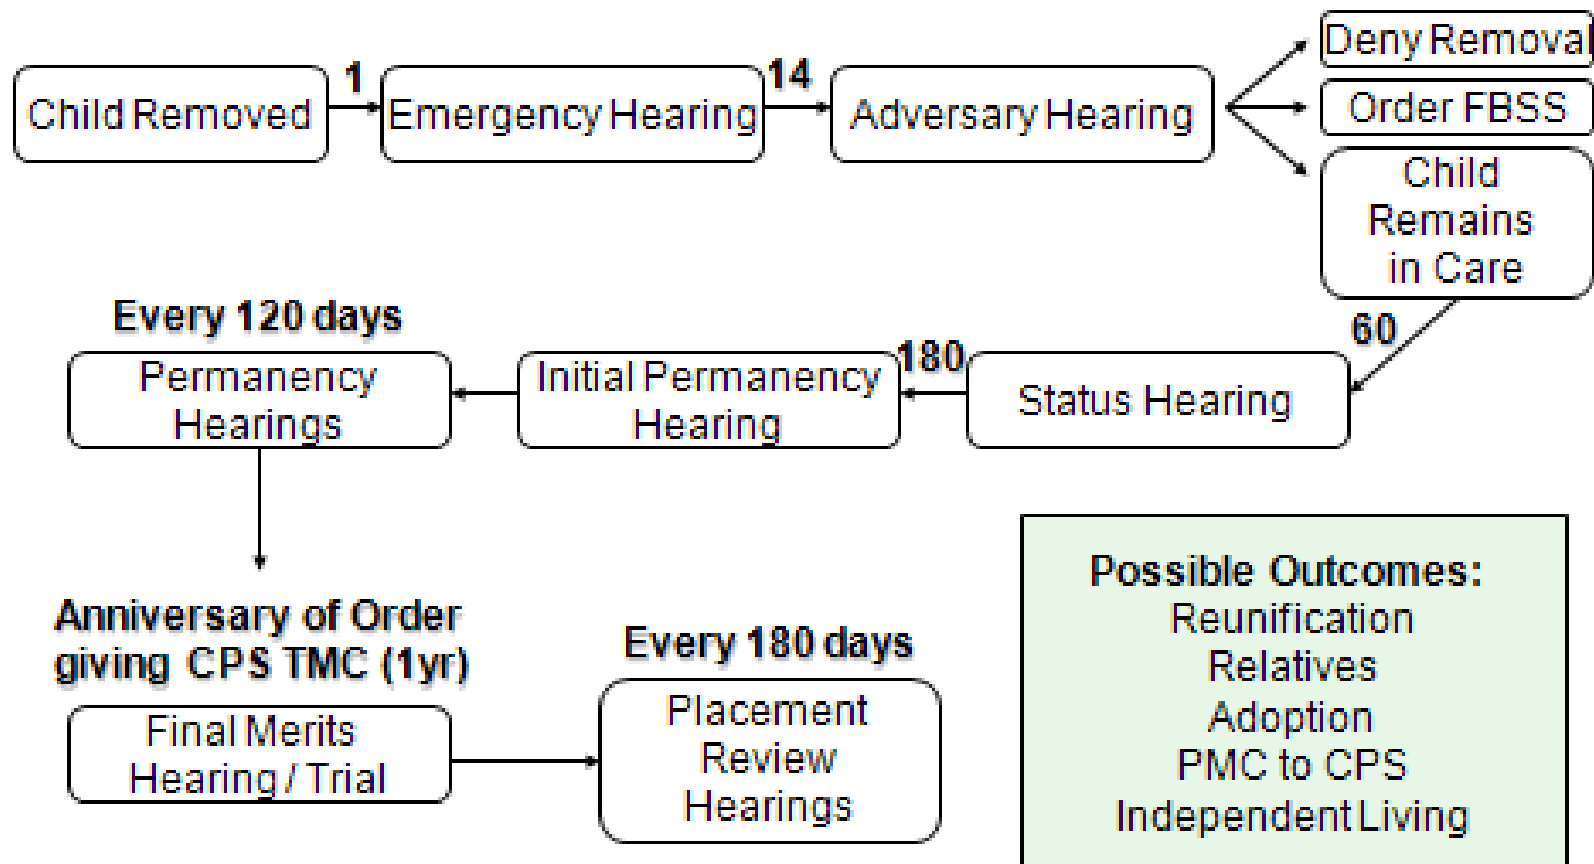 Child Removed
1
Emergency Hearing
14
Adversary Hearing
Deny Removal
Order FBSS
Child
Remains
in Care
60
Status Hearing
180
Initial Permanency
Hearing
Every 120 days
Permanency
Hearings
Anniversary of Order
giving CPS TMC (1yr)
Final Merits
Hearing / Trial
Every 180 days
Placement
Review
Hearings
Possible Outcomes:
Reunification
Relatives
Adoption
PMC to CPS
Independent Living